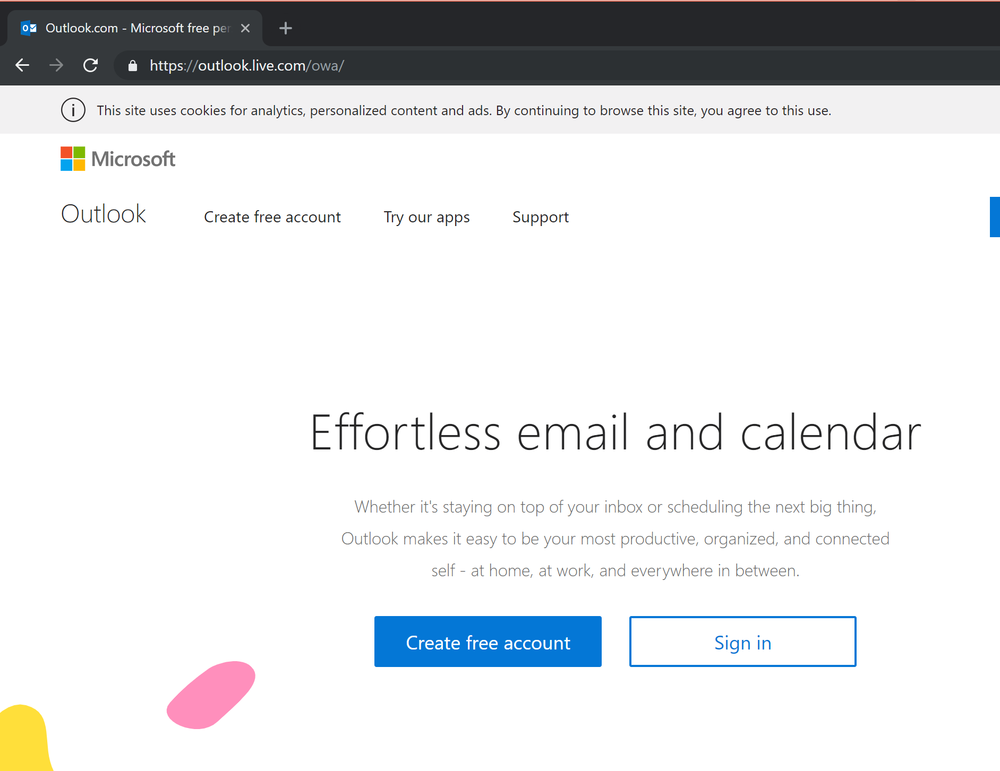 Outlook.com - Microsoft free per
https://outlook.live.com/owa/
This site uses cookies for analytics, personalized content and ads. By continuing to browse this site, you agree to this use.
Microsoft
Outlook Create free account Try our apps Support
Effortless email and calendar
Whether it's staying on top of your inbox or scheduling the next big thing,
Outlook makes it easy to be your most productive, organized, and connected
self - at home, at work, and everywhere in between.
Create free account Sign in